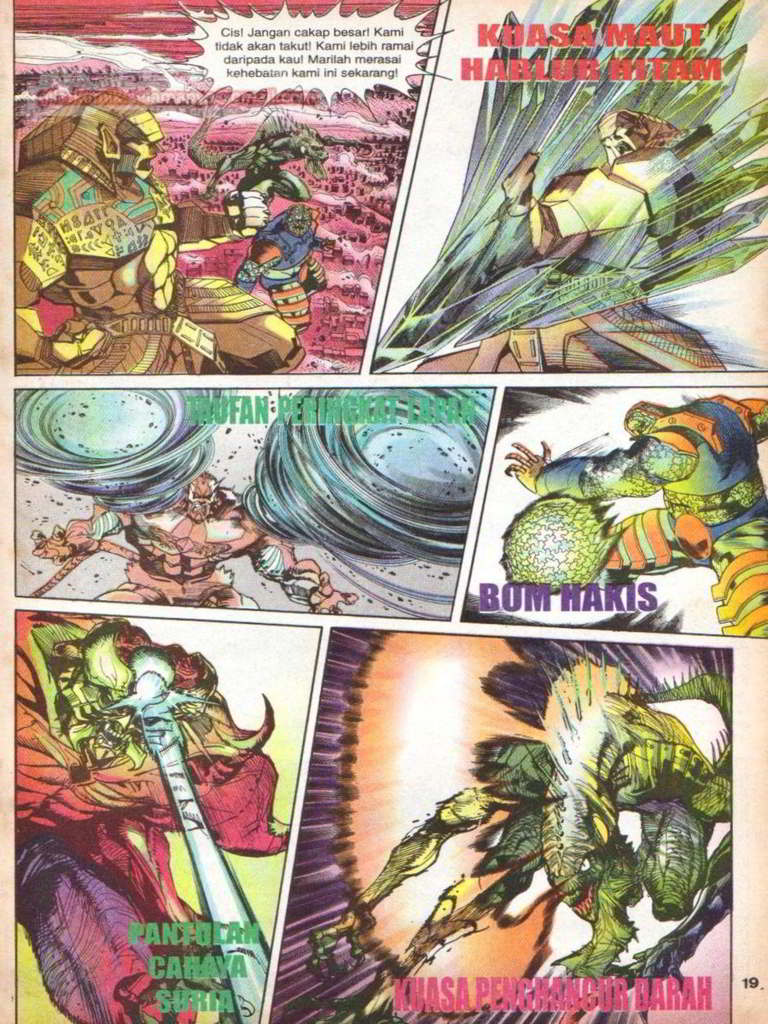 Cis! Jangan cakap besar! Kami
tidak akan takut! Kami lebih ramai
daripada kau! Marilah merasai
kehebatan kami ini sekarang!
KUASA MAUT
HABLUR HITAM
TAUFAN PERINGKAT LAPAN
BOM HAKIS
PANTULAN
CAHAYA
SURIA
KUASA PENGHANCUR DARAH
19.